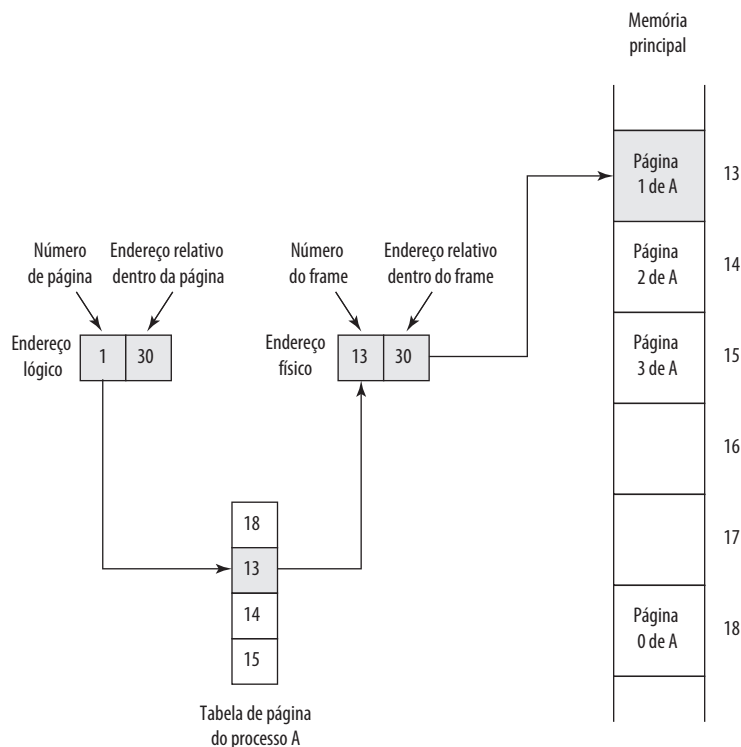 Memória
principal
Página
1 de A
13
Número
de página
Endereço relativo
dentro da página
Número
do frame
Endereço relativo
dentro do frame
Página
2 de A
14
Endereço
lógico
1
30
Endereço
físico
13
30
Página
3 de A
15
16
17
18
13
14
15
Página
0 de A
18
Tabela de página
do processo A